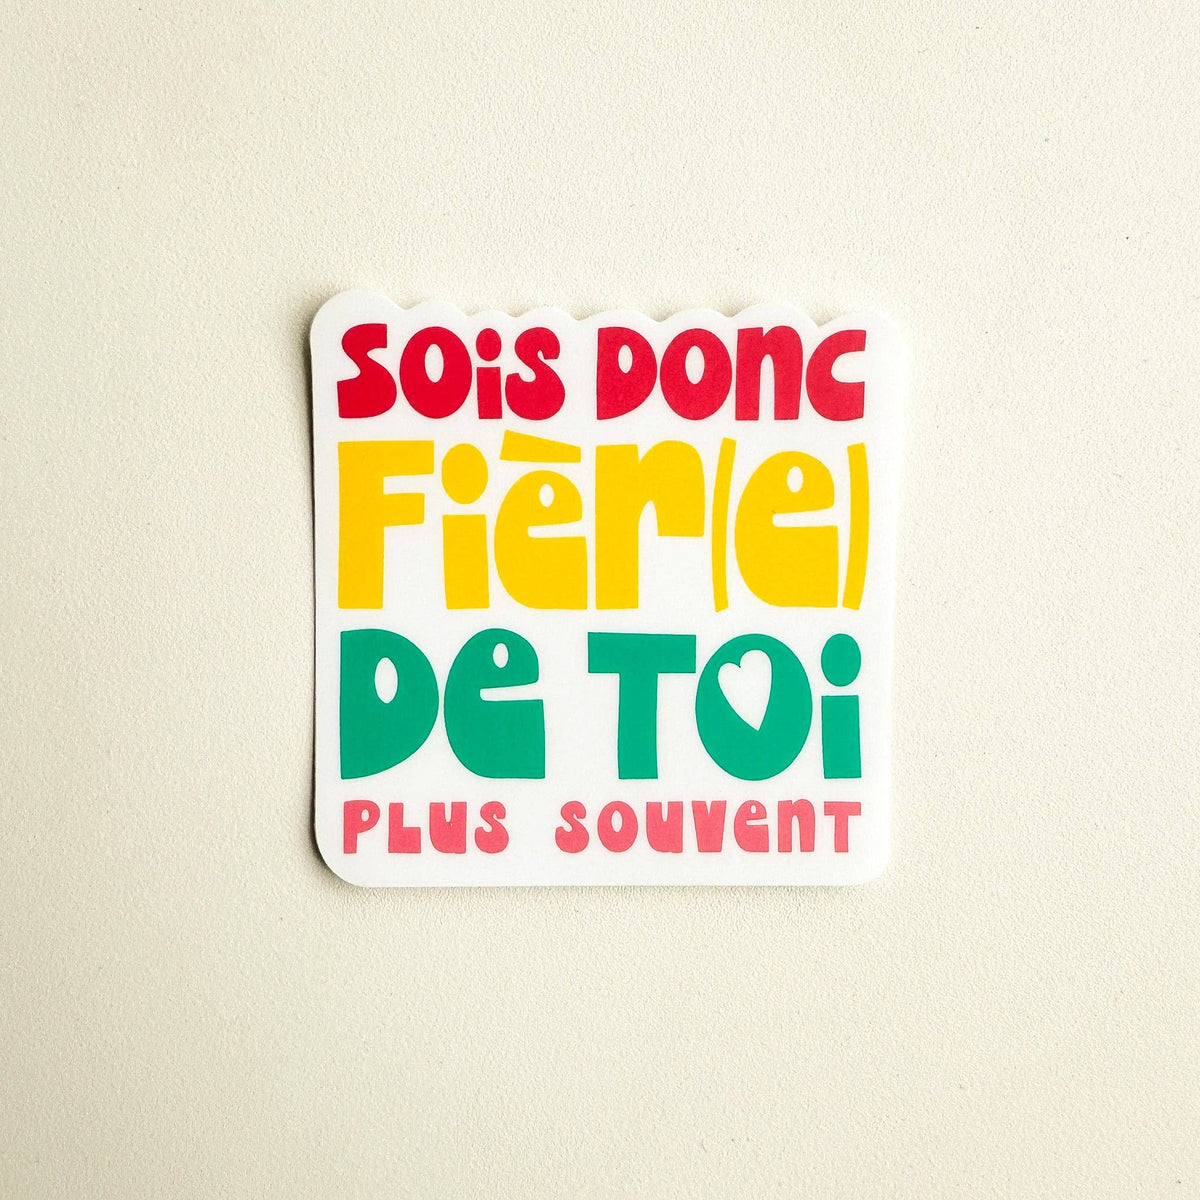 SOiS DONC
Fièr(e)
De Toi
PLUS SOUVENT